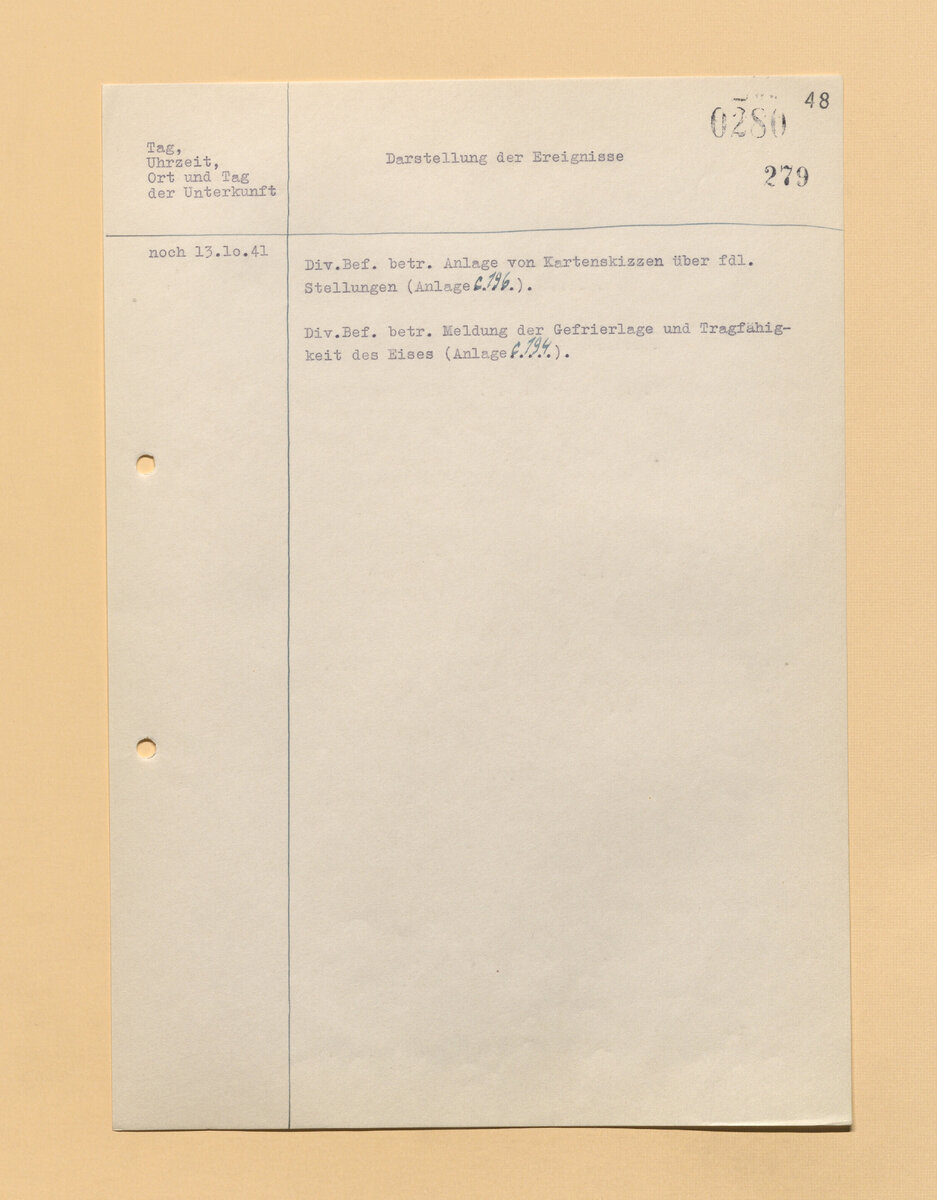 48
0280
279
Tag,
Uhrzeit,
Ort und Tag
der Unterkunft
Darstellung der Ereignisse
noch 13.1o.41
Div.Bef. betr. Anlage von Kartenskizzen über fdl.
Stellungen (Anlage C.196.).
Div.Bef. betr. Meldung der Gefrierlage und Tragfähig-
keit des Eises (Anlage C.194.).